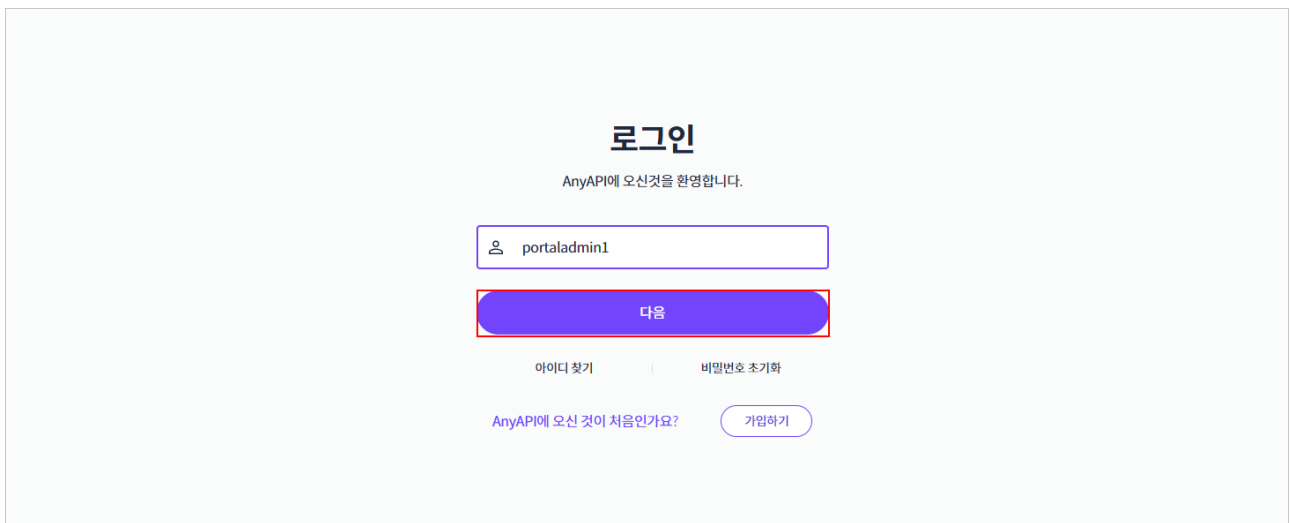 로그인
AnyAPI에 오신것을 환영합니다.
portaladmin1
다음
아이디 찾기 비밀번호 초기화
AnyAPI에 오신 것이 처음인가요? 가입하기